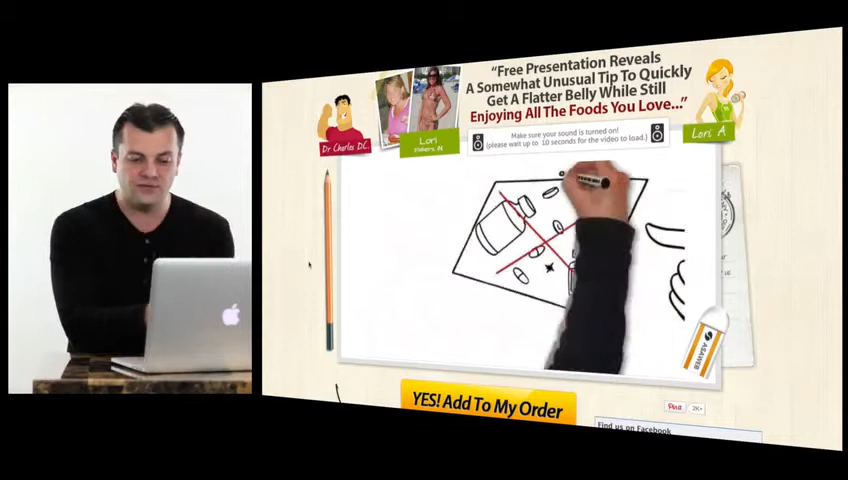 “Free Presentation Reveals
A Somewhat Unusual Tip To Quickly
Get A Flatter Belly While Still
Enjoying All The Foods You Love...”
Make sure your sound is turned on!
(please wait up to 10 seconds for the video to load.)
Dr Charles D.C.
Lori
Lori A
ASAWEB
YES! Add To My Order
Pin it
2K+
Find us on Facebook